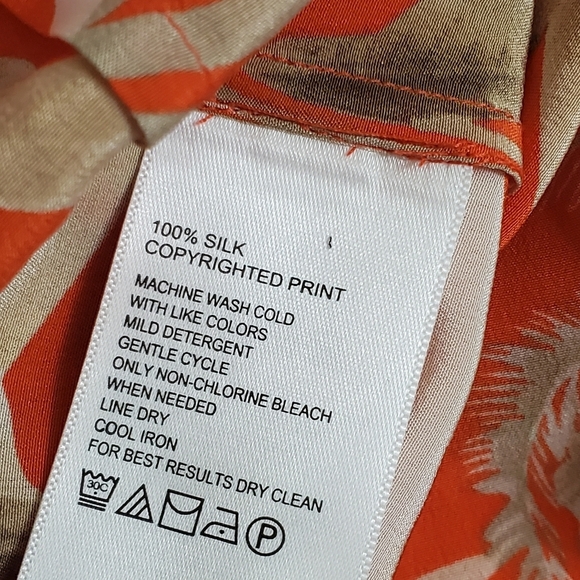 100% SILK
COPYRIGHTED PRINT
MACHINE WASH COLD
WITH LIKE COLORS
MILD DETERGENT
GENTLE CYCLE
ONLY NON-CHLORINE BLEACH
WHEN NEEDED
LINE DRY
COOL IRON
FOR BEST RESULTS DRY CLEAN
30C P